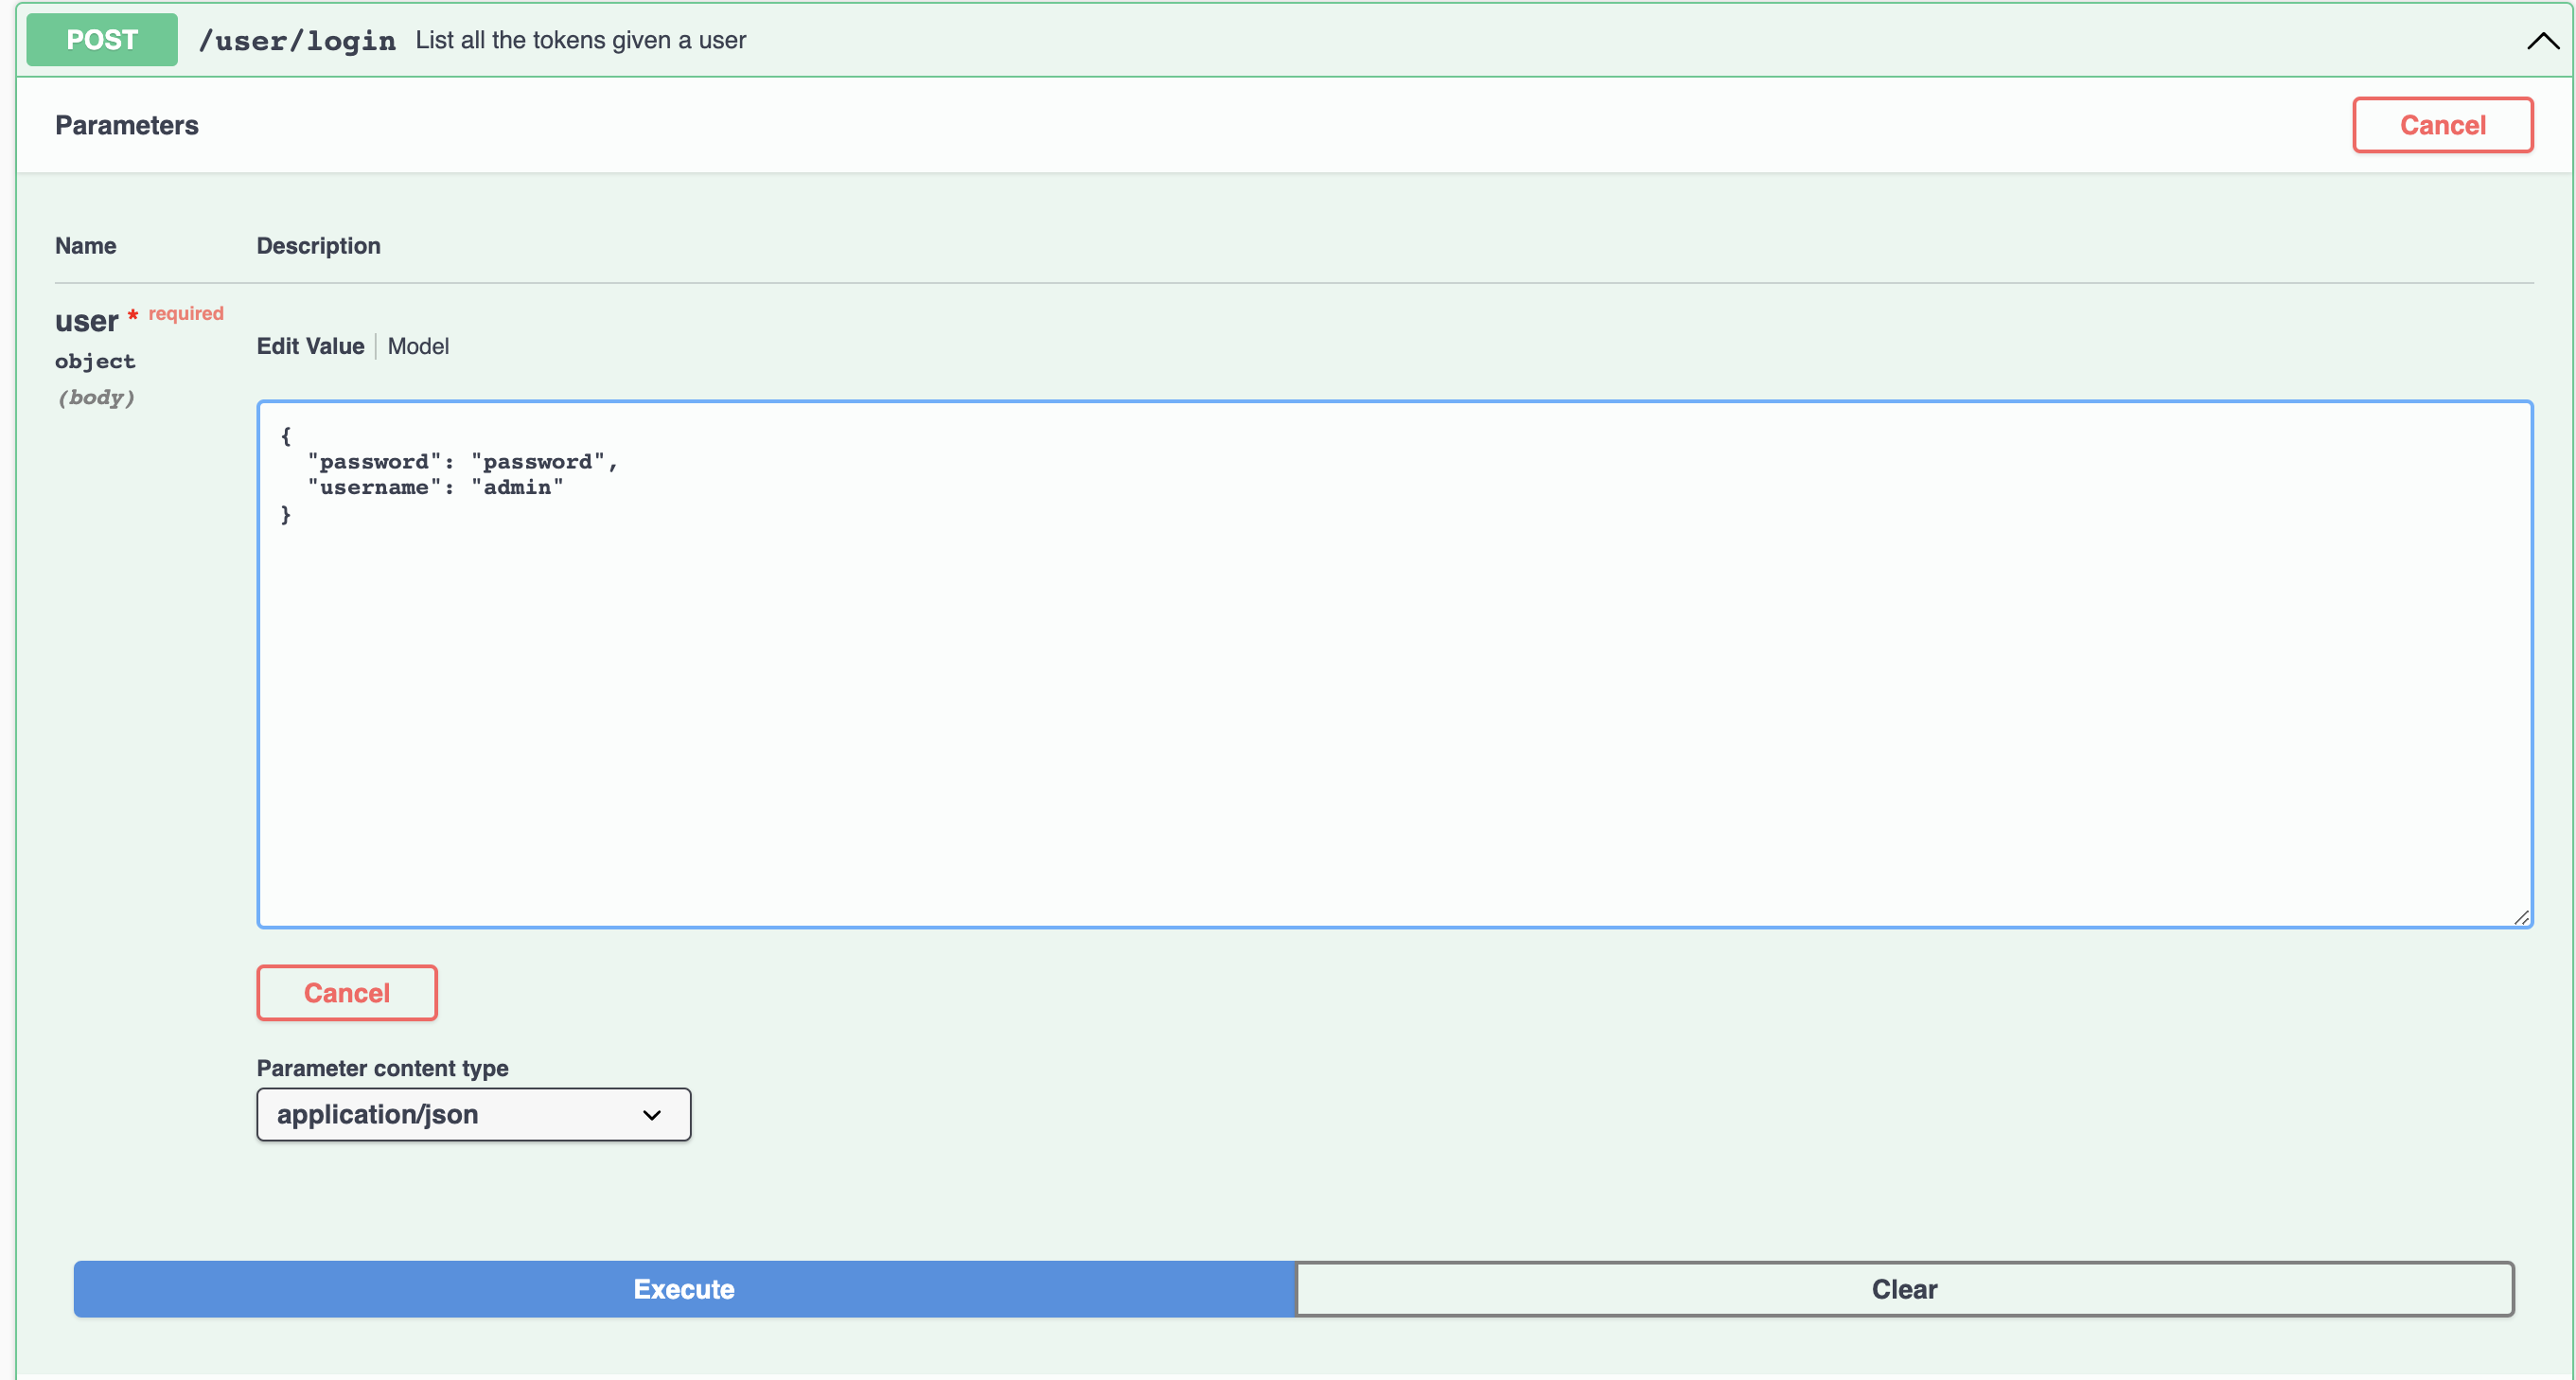 POST /user/login List all the tokens given a user
Parameters
Cancel
Name Description
user * required
object
(body)
Edit Value Model
{
  "password": "password",
  "username": "admin"
}
Cancel
Parameter content type
application/json
Execute
Clear